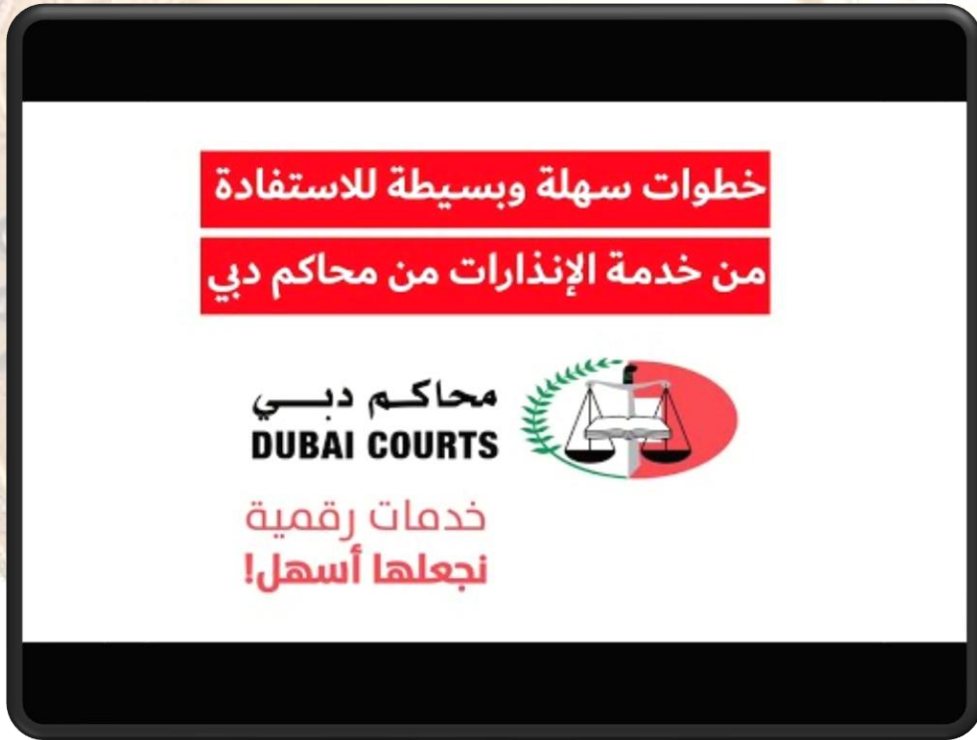 خطوات سهلة وبسيطة للاستفادة
من خدمة الإنذارات من محاكم دبي
محاكم دبي
DUBAI COURTS
خدمات رقمية
نجعلها أسهل!